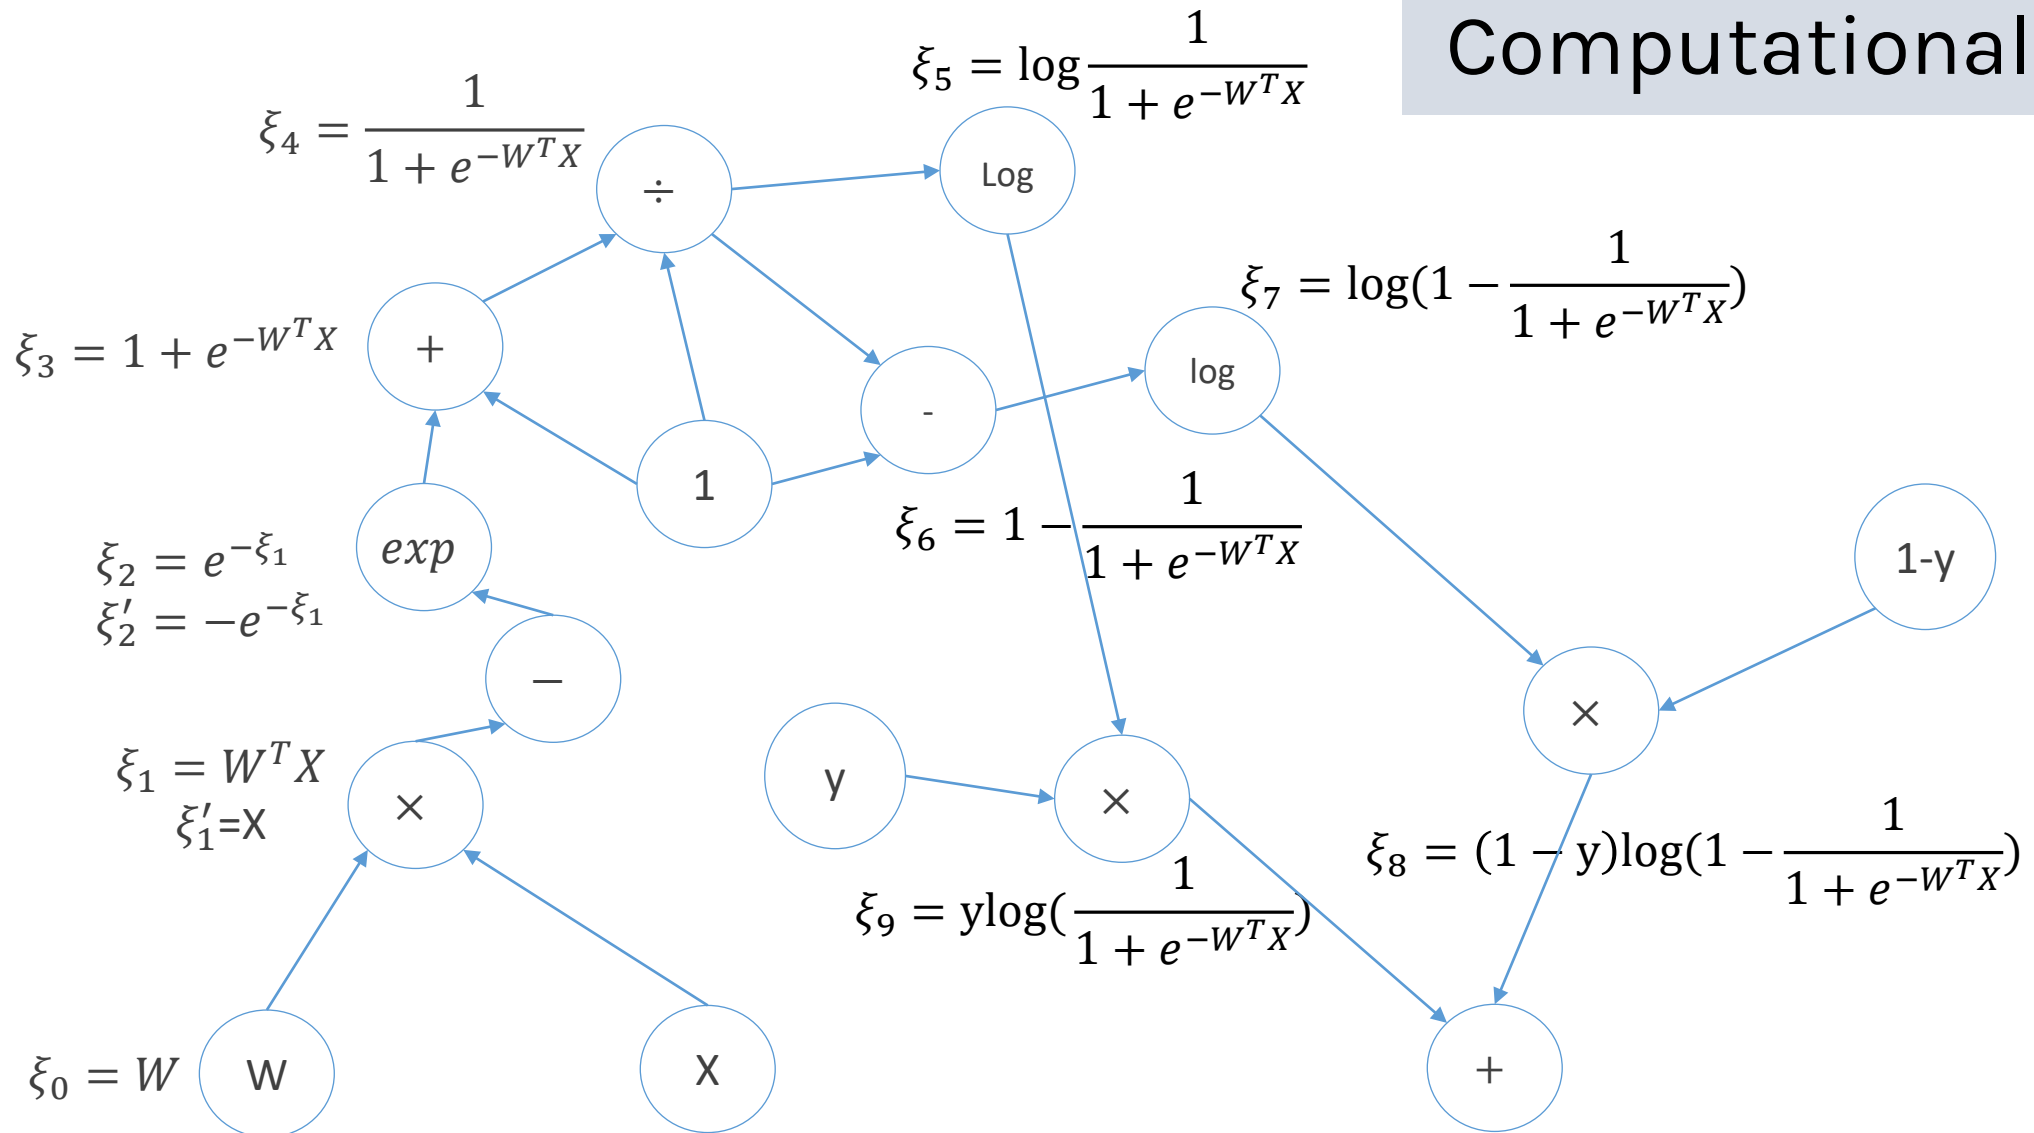 Computational
ξ₅ = log 1/(1 + e^{−W^T X})
ξ₄ = 1/(1 + e^{−W^T X})
Log
÷
ξ₇ = log(1 − 1/(1 + e^{−W^T X}))
ξ₃ = 1 + e^{−W^T X}
+
log
-
1
ξ₆ = 1 − 1/(1 + e^{−W^T X})
exp
1-y
ξ₂ = e^{−ξ₁}
ξ₂′ = −e^{−ξ₁}
−
×
ξ₁ = W^T X
ξ₁′=X
×
y
×
ξ₈ = (1 − y)log(1 − 1/(1 + e^{−W^T X}))
ξ₉ = ylog(1/(1 + e^{−W^T X}))
ξ₀ = W
W
X
+